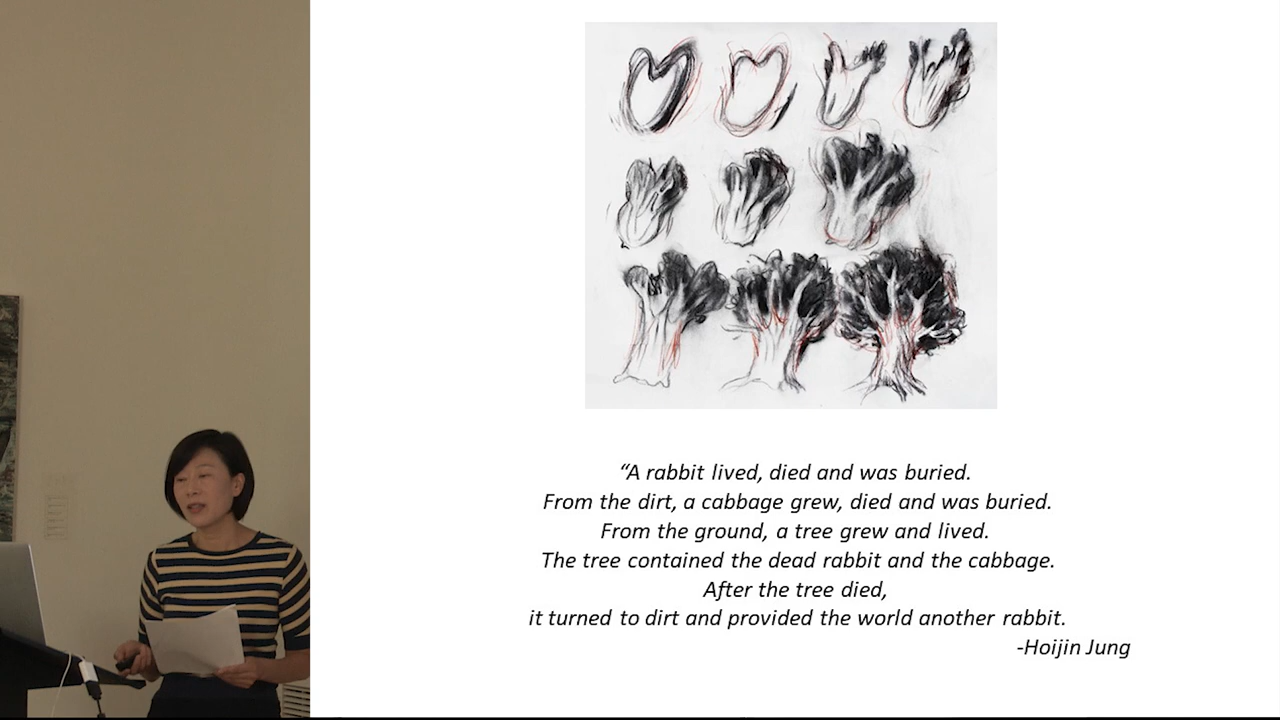 “A rabbit lived, died and was buried.
From the dirt, a cabbage grew, died and was buried.
From the ground, a tree grew and lived.
The tree contained the dead rabbit and the cabbage.
After the tree died,
it turned to dirt and provided the world another rabbit.
-Hoijin Jung